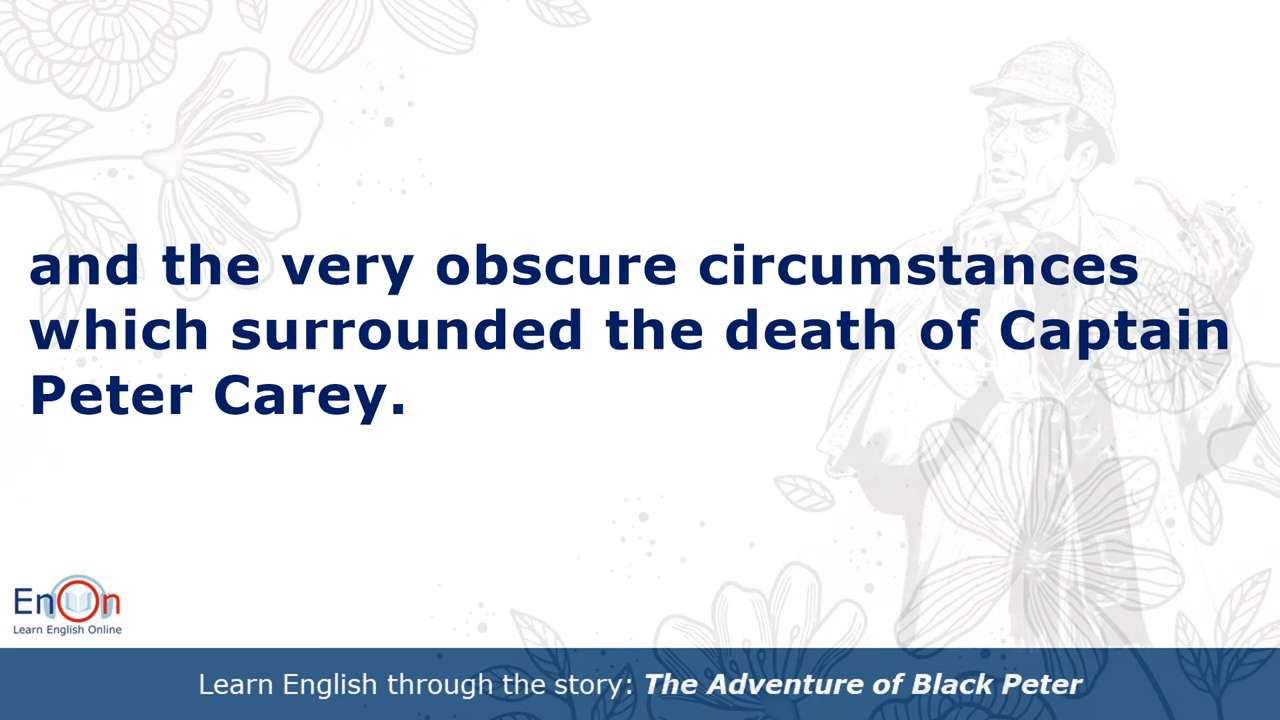 and the very obscure circumstances
which surrounded the death of Captain
Peter Carey.
EnOn
Learn English Online
Learn English through the story: The Adventure of Black Peter